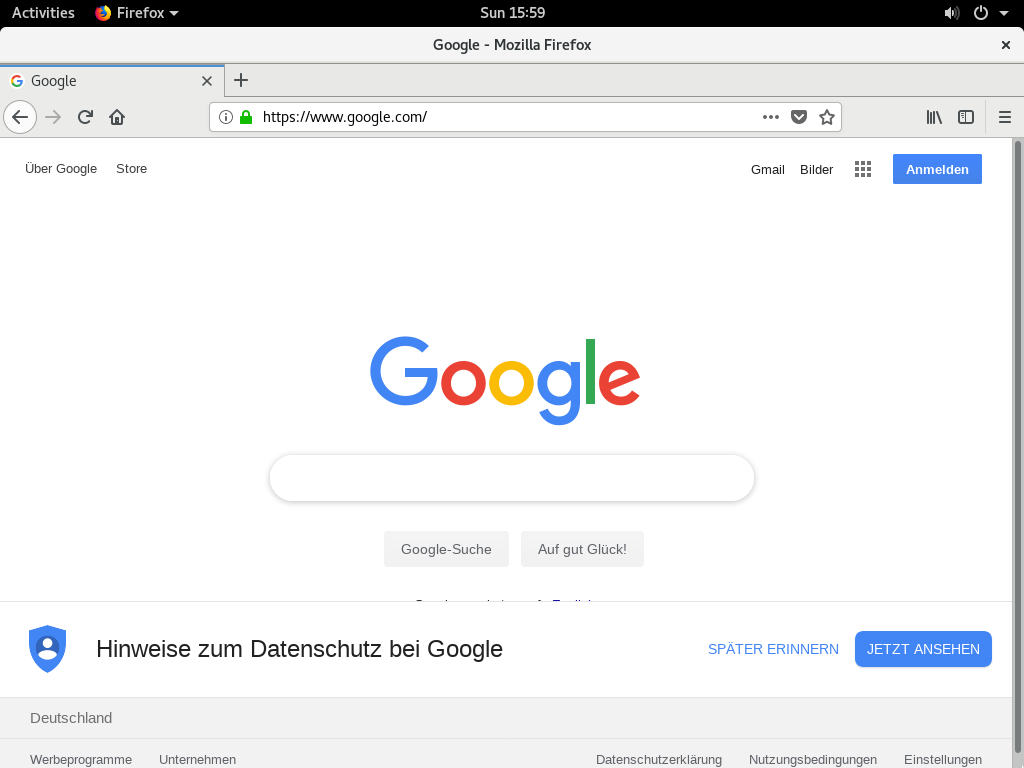 Activities Firefox Sun 15:59
Google - Mozilla Firefox
Google
https://www.google.com/
Über Google Store Gmail Bilder Anmelden
Google
Google-Suche Auf gut Glück!
Hinweise zum Datenschutz bei Google SPÄTER ERINNERN JETZT ANSEHEN
Deutschland
Werbeprogramme Unternehmen Datenschutzerklärung Nutzungsbedingungen Einstellungen